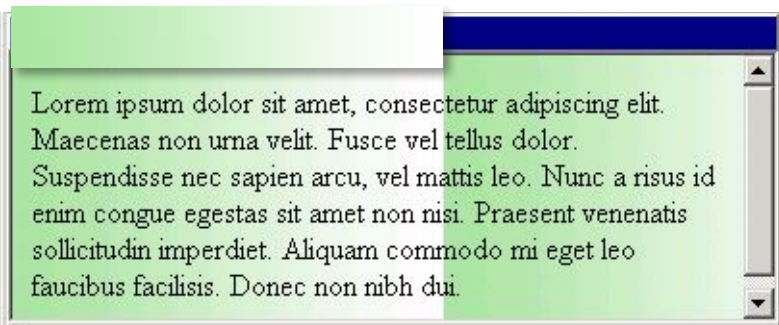 Lorem ipsum dolor sit amet, consectetur adipiscing elit.
Maecenas non urna velit. Fusce vel tellus dolor.
Suspendisse nec sapien arcu, vel mattis leo. Nunc a risus id
enim congue egestas sit amet non nisi. Praesent venenatis
sollicitudin imperdiet. Aliquam commodo mi eget leo
faucibus facilisis. Donec non nibh dui.